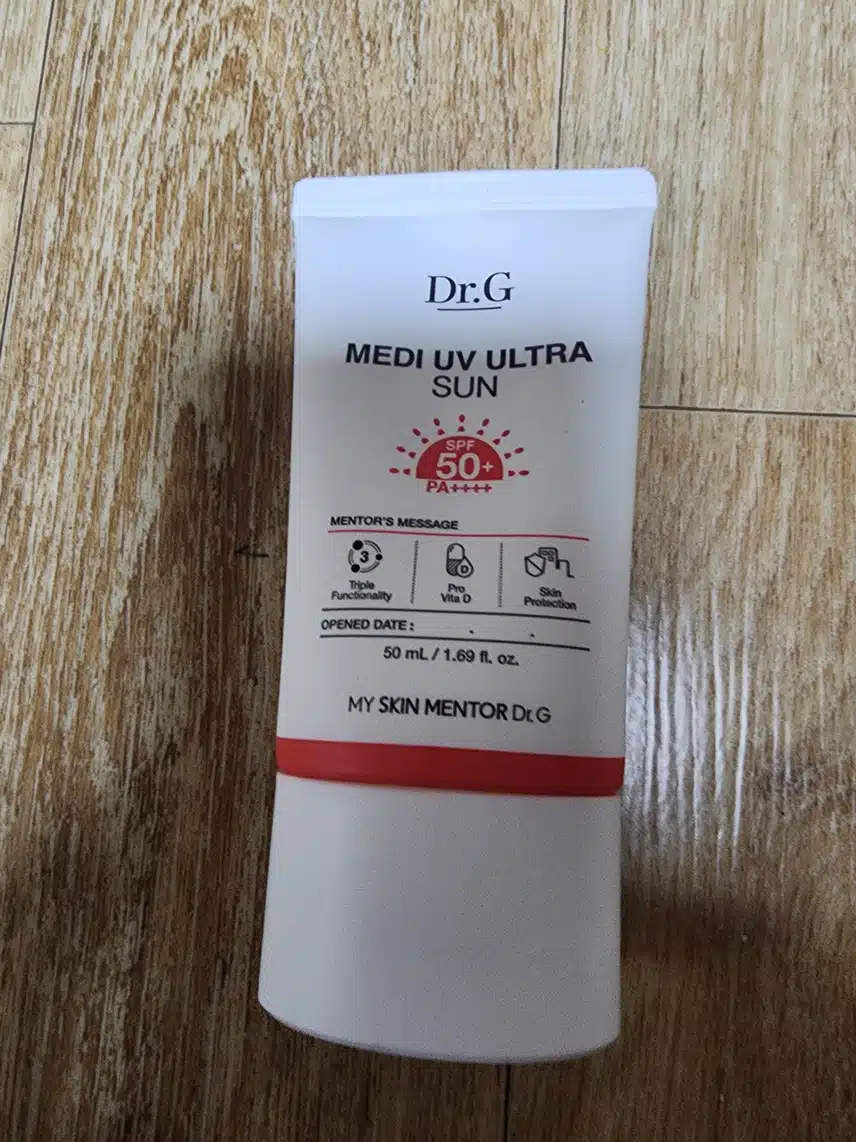 Dr.G
MEDI UV ULTRA
SUN
SPF
50+
PA++++
MENTOR'S MESSAGE
3
Triple
Functionality
D
Pro
Vita D
Skin
Protection
OPENED DATE : . .
50 mL / 1.69 fl. oz.
MY SKIN MENTOR Dr.G